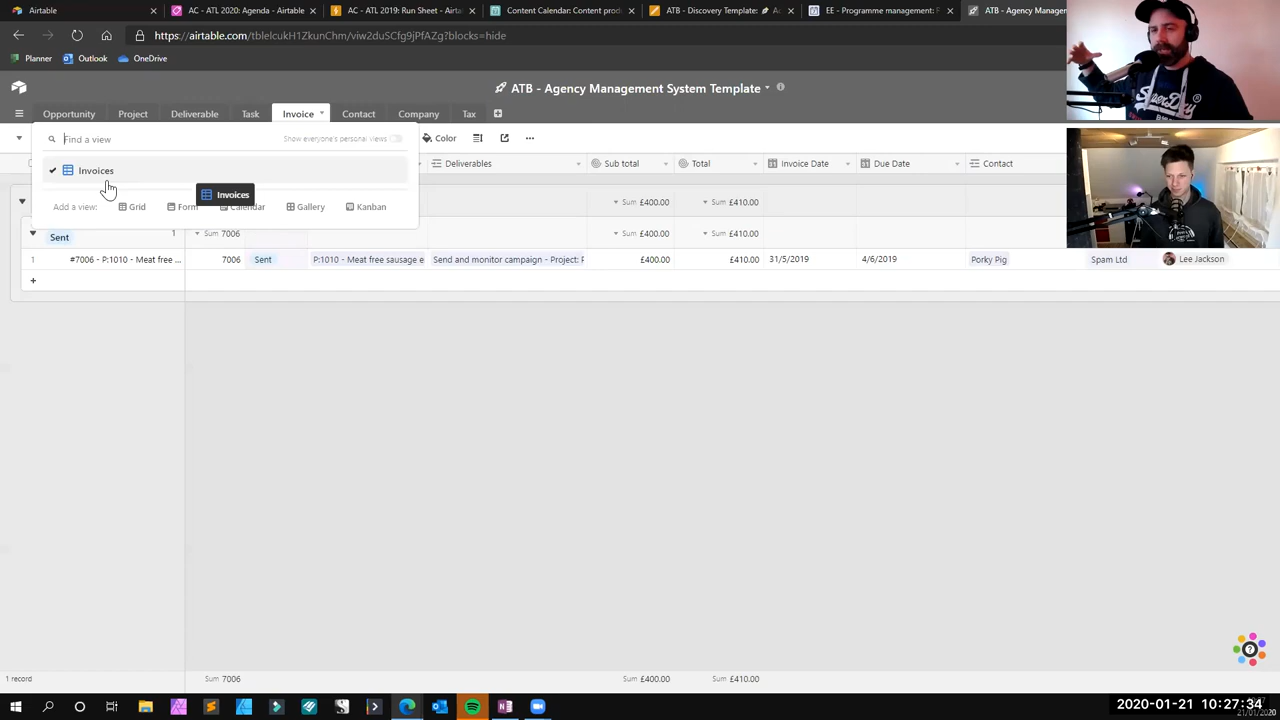 Airtable
AC - ATL 2020: Agenda - Airtable
AC - ATL 2019: Run Sheet - Airt
Content Calendar: Content produ
ATB - Discovery Template:
EE - Programme management: F
ATB - Agency Manag
https://airtable.com/tblelcukH1ZkunChm/viw2duSCfg9jPfAZg?blocks=hide
Planner
Outlook
OneDrive
ATB - Agency Management System Template
Opportunity
Project
Deliverable
Task
Invoice
Contact
Company
Tax
Find a view
Show everyone's personal views
Color
Invoices
Deliverables
Sub total
Total
Invoice Date
Due Date
Contact
Invoices
Add a view:
Grid
Form
Calendar
Gallery
Kanban
Sum £400.00
Sum £410.00
Sent
1
Sum 7006
Sum £400.00
Sum £410.00
1
#7006 - P:1010 - Meat free ...
7006
Sent
P:1010 - Meat free sausage e
Send and monitor campaign - Project: P
£400.00
£410.00
31/5/2019
4/6/2019
Porky Pig
Spam Ltd
Lee Jackson
1 record
Sum 7006
Sum £400.00
Sum £410.00
2020-01-21 10:27:34
21/01/2020